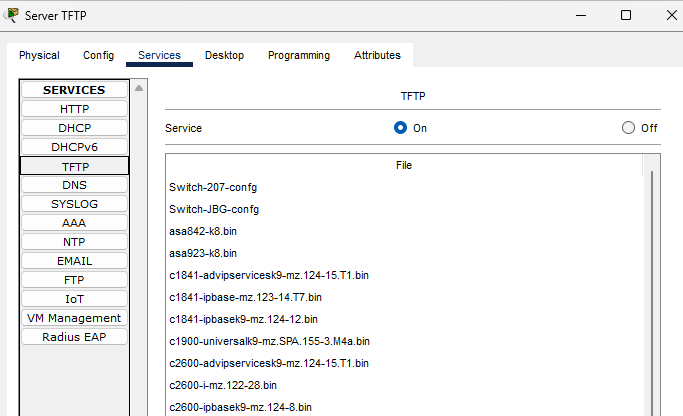 Server TFTP
Physical Config Services Desktop Programming Attributes
SERVICES
HTTP
DHCP
DHCPv6
TFTP
DNS
SYSLOG
AAA
NTP
EMAIL
FTP
IoT
VM Management
Radius EAP
TFTP
Service On Off
File
Switch-207-confg
Switch-JBG-confg
asa842-k8.bin
asa923-k8.bin
c1841-advipservicesk9-mz.124-15.T1.bin
c1841-ipbase-mz.123-14.T7.bin
c1841-ipbasek9-mz.124-12.bin
c1900-universalk9-mz.SPA.155-3.M4a.bin
c2600-advipservicesk9-mz.124-15.T1.bin
c2600-i-mz.122-28.bin
c2600-ipbasek9-mz.124-8.bin